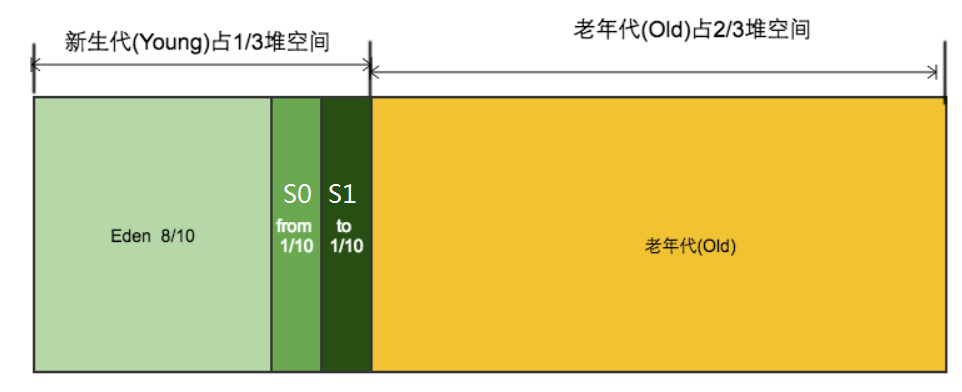 新生代(Young)占1/3堆空间
老年代(Old)占2/3堆空间
Eden 8/10
S0
from
1/10
S1
to
1/10
老年代(Old)